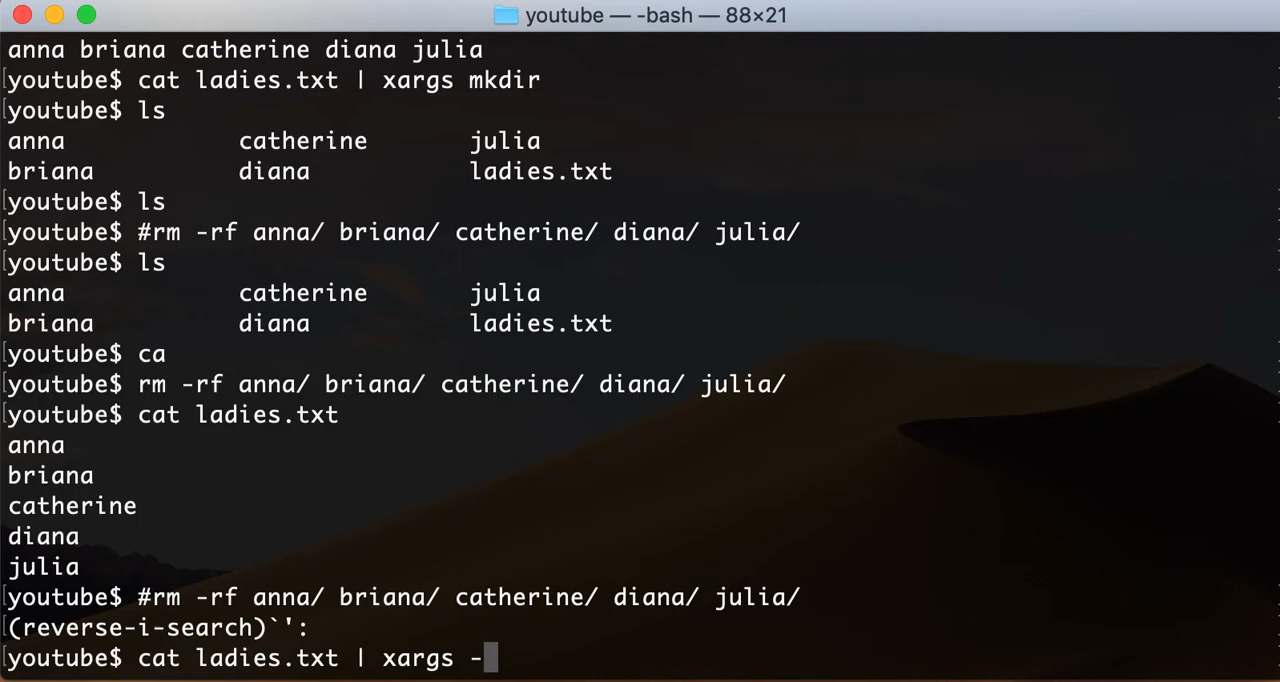 youtube — -bash — 88×21
anna briana catherine diana julia
[youtube$ cat ladies.txt | xargs mkdir
[youtube$ ls
anna catherine julia
briana diana ladies.txt
[youtube$ ls
[youtube$ #rm -rf anna/ briana/ catherine/ diana/ julia/
[youtube$ ls
anna catherine julia
briana diana ladies.txt
[youtube$ ca
[youtube$ rm -rf anna/ briana/ catherine/ diana/ julia/
[youtube$ cat ladies.txt
anna
briana
catherine
diana
julia
[youtube$ #rm -rf anna/ briana/ catherine/ diana/ julia/
[(reverse-i-search)`':
[youtube$ cat ladies.txt | xargs -